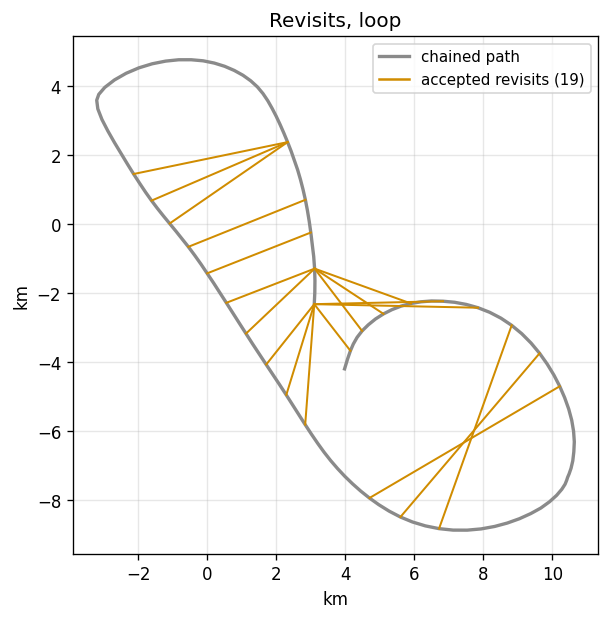 Revisits, loop
chained path
accepted revisits (19)
4
2
0
−2
−4
−6
−8
km
−2
0
2
4
6
8
10
km